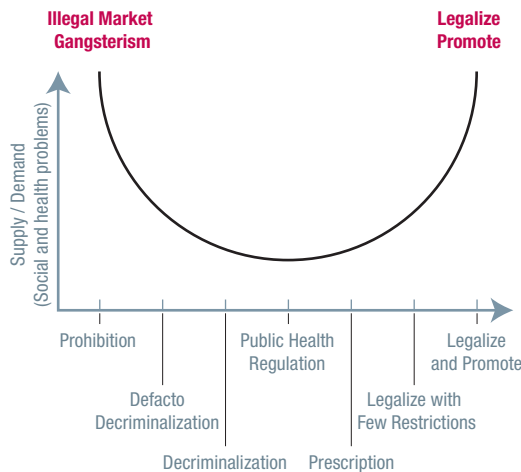 Illegal Market
Gangsterism
Legalize
Promote
Supply / Demand
(Social and health problems)
Prohibition
Public Health
Regulation
Legalize
and Promote
Defacto
Decriminalization
Legalize with
Few Restrictions
Decriminalization
Prescription